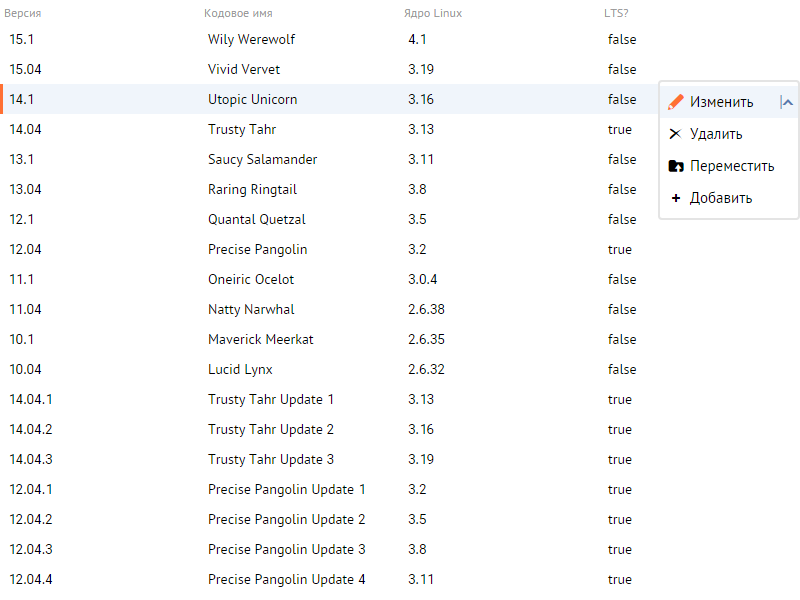 Версия Кодовое имя Ядро Linux LTS?
15.1 Wily Werewolf 4.1 false
15.04 Vivid Vervet 3.19 false
14.1 Utopic Unicorn 3.16 false
Изменить
14.04 Trusty Tahr 3.13 true
Удалить
13.1 Saucy Salamander 3.11 false
Переместить
13.04 Raring Ringtail 3.8 false
Добавить
12.1 Quantal Quetzal 3.5 false
12.04 Precise Pangolin 3.2 true
11.1 Oneiric Ocelot 3.0.4 false
11.04 Natty Narwhal 2.6.38 false
10.1 Maverick Meerkat 2.6.35 false
10.04 Lucid Lynx 2.6.32 false
14.04.1 Trusty Tahr Update 1 3.13 true
14.04.2 Trusty Tahr Update 2 3.16 true
14.04.3 Trusty Tahr Update 3 3.19 true
12.04.1 Precise Pangolin Update 1 3.2 true
12.04.2 Precise Pangolin Update 2 3.5 true
12.04.3 Precise Pangolin Update 3 3.8 true
12.04.4 Precise Pangolin Update 4 3.11 true